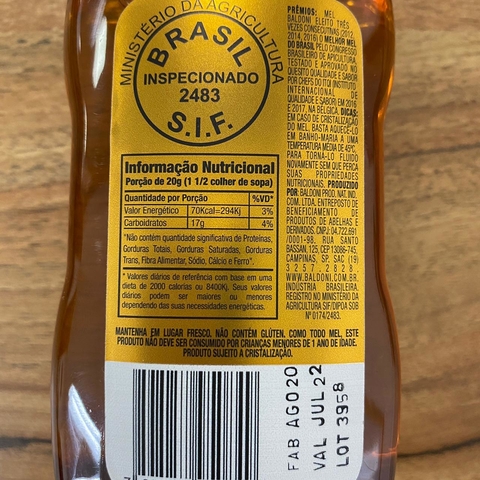 MINISTÉRIO DA AGRICULTURA
BRASIL
INSPECIONADO
2483
S.I.F.
Informação Nutricional
Porção de 20g (1 1/2 colher de sopa)
Quantidade por Porção %VD*
Valor Energético 70Kcal=294Kj 3%
Carboidratos 17g 4%
"Não contém quantidade significativa de Proteínas,
Gorduras Totais, Gorduras Saturadas, Gorduras
Trans, Fibra Alimentar, Sódio, Cálcio e Ferro".
* Valores diários de referência com base em uma
dieta de 2000 calorias ou 8400Kj. Seus valores
diários podem ser maiores ou menores
dependendo das suas necessidades energéticas.
PRÊMIOS: MEL
BALDONI ELEITO TRÊS
VEZES CONSECUTIVAS (2012,
2014, 2016) O MELHOR MEL
DO BRASIL PELO CONGRESSO
BRASILEIRO DE APICULTURA,
TESTADO E APROVADO NO
QUESITO QUALIDADE E SABOR
POR CHEFS DO ITQI (INSTITUTO
INTERNACIONAL DE
QUALIDADE E SABOR) EM 2016
E 2017, NA BÉLGICA. DICAS:
EM CASO DE CRISTALIZAÇÃO
DO MEL, BASTA AQUECÊ-LO
EM BANHO-MARIA A UMA
TEMPERATURA MÉDIA DE 45ºC,
PARA TORNÁ-LO FLUIDO
NOVAMENTE SEM QUE PERCA
SUAS PROPRIEDADES
NUTRICIONAIS. PRODUZIDO
POR: BALDONI PROD. NAT. IND.
COM. LTDA. ENTREPOSTO DE
BENEFICIAMENTO DE
PRODUTOS DE ABELHAS E
DERIVADOS. CNPJ: 04.722.691
/0001-98. RUA SANTO
BASSAN, 125, CEP 13086-745,
CAMPINAS, SP. SAC (19)
3257.2828.
WWW.BALDONI.COM.BR.
INDÚSTRIA BRASILEIRA.
REGISTRO NO MINISTÉRIO DA
AGRICULTURA SIF/DIPOA SOB
Nº 0174/2483.
MANTENHA EM LUGAR FRESCO. NÃO CONTÉM GLÚTEN. COMO TODO MEL, ESTE
PRODUTO NÃO DEVE SER CONSUMIDO POR CRIANÇAS MENORES DE 1 ANO DE IDADE.
PRODUTO SUJEITO A CRISTALIZAÇÃO.
FAB AGO20
VAL JUL22
LOT 3958